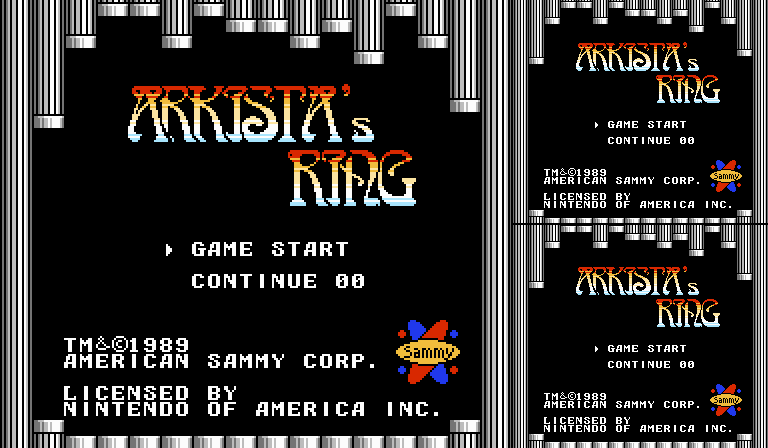 ARKISTA's
RING
GAME START
CONTINUE 00
TM&©1989
AMERICAN SAMMY CORP.
Sammy
LICENSED BY
NINTENDO OF AMERICA INC.
ARKISTA's
RING
GAME START
CONTINUE 00
TM&©1989
AMERICAN SAMMY CORP.
Sammy
LICENSED BY
NINTENDO OF AMERICA INC.
ARKISTA's
RING
GAME START
CONTINUE 00
TM&©1989
AMERICAN SAMMY CORP.
Sammy
LICENSED BY
NINTENDO OF AMERICA INC.